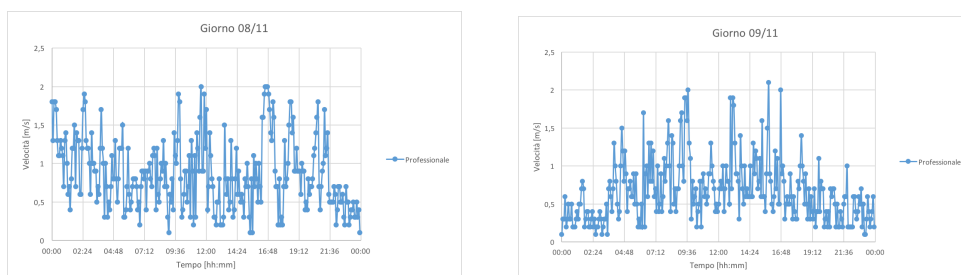 Giorno 08/11
2,5
2
1,5
1
0,5
0
Velocità [m/s]
00:00 02:24 04:48 07:12 09:36 12:00 14:24 16:48 19:12 21:36 00:00
Tempo [hh:mm]
Professionale
Giorno 09/11
2,5
2
1,5
1
0,5
0
Velocità [m/s]
00:00 02:24 04:48 07:12 09:36 12:00 14:24 16:48 19:12 21:36 00:00
Tempo [hh:mm]
Professionale